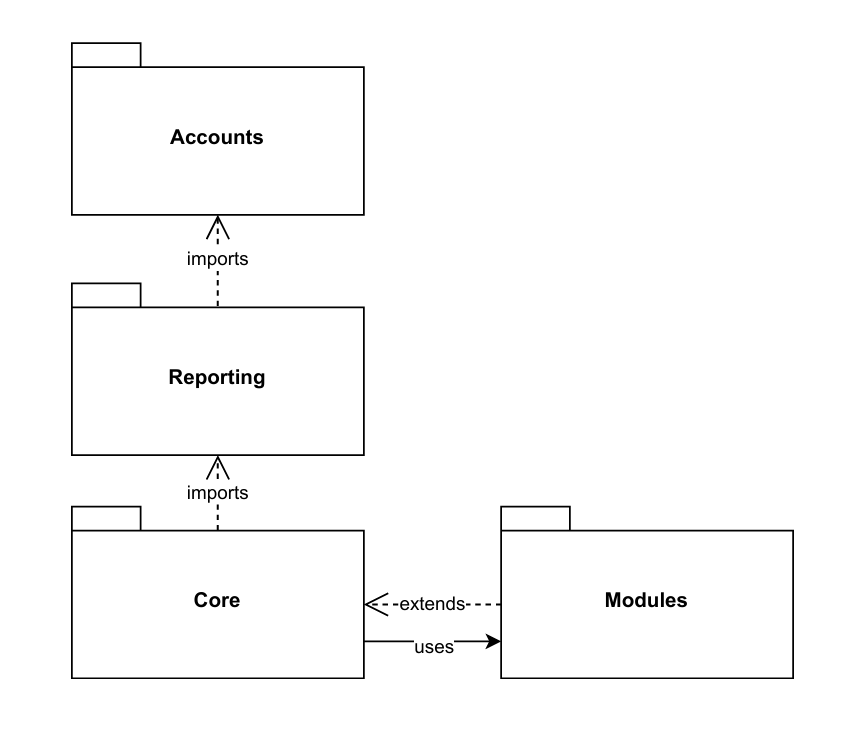 Accounts
imports
Reporting
imports
Core
extends
Modules
uses